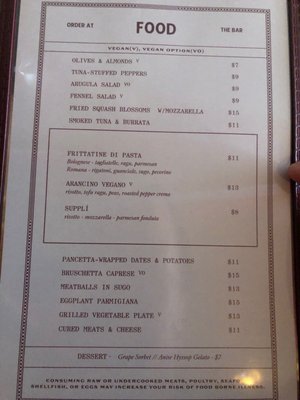 ORDER AT FOOD THE BAR
VEGAN(V), VEGAN OPTION(VO)
OLIVES & ALMONDS V $7
TUNA-STUFFED PEPPERS $9
ARUGULA SALAD VO $9
FENNEL SALAD V $9
FRIED SQUASH BLOSSOMS W/MOZZARELLA $15
SMOKED TUNA & BURRATA $11
FRITTATINE DI PASTA $11
Bolognese - tagliatelle, ragu, parmesan
Romana - rigatoni, guanciale, sugo, pecorino
ARANCINO VEGANO V $13
risotto, tofu ragu, peas, roasted pepper crema
SUPPLÌ $8
risotto - mozzarella - parmesan fonduta
PANCETTA-WRAPPED DATES & POTATOES $11
BRUSCHETTA CAPRESE VO $15
MEATBALLS IN SUGO $13
EGGPLANT PARMIGIANA $15
GRILLED VEGETABLE PLATE V $13
CURED MEATS & CHEESE $11
DESSERT - Grape Sorbet // Anise Hyssop Gelato - $7
CONSUMING RAW OR UNDERCOOKED MEATS, POULTRY, SEAFO
SHELLFISH, OR EGGS MAY INCREASE YOUR RISK OF FOOD BORNE ILLNESS.